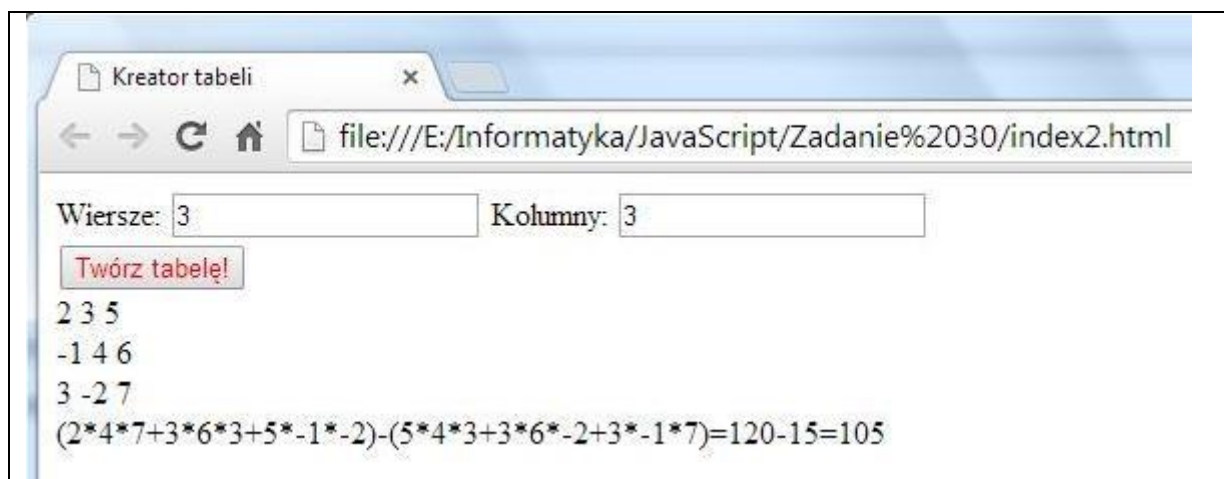 Kreator tabeli
file:///E:/Informatyka/JavaScript/Zadanie%2030/index2.html
Wiersze: 3 Kolumny: 3
Twórz tabelę!
2 3 5
-1 4 6
3 -2 7
(2*4*7+3*6*3+5*-1*-2)-(5*4*3+3*6*-2+3*-1*7)=120-15=105